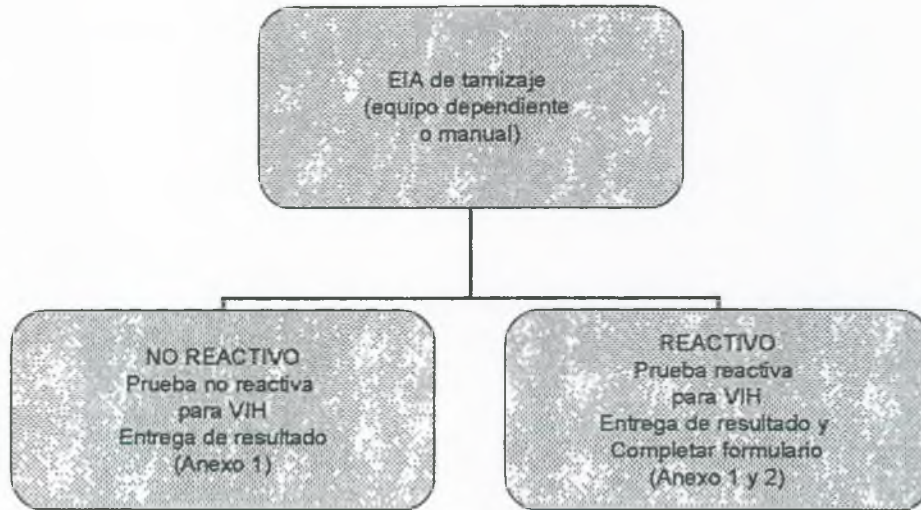 EIA de tamizaje
(equipo dependiente
o manual)
NO REACTIVO
Prueba no reactiva
para VIH
Entrega de resultado
(Anexo 1)
REACTIVO
Prueba reactiva
para VIH
Entrega de resultado y
Completar formulario
(Anexo 1 y 2)